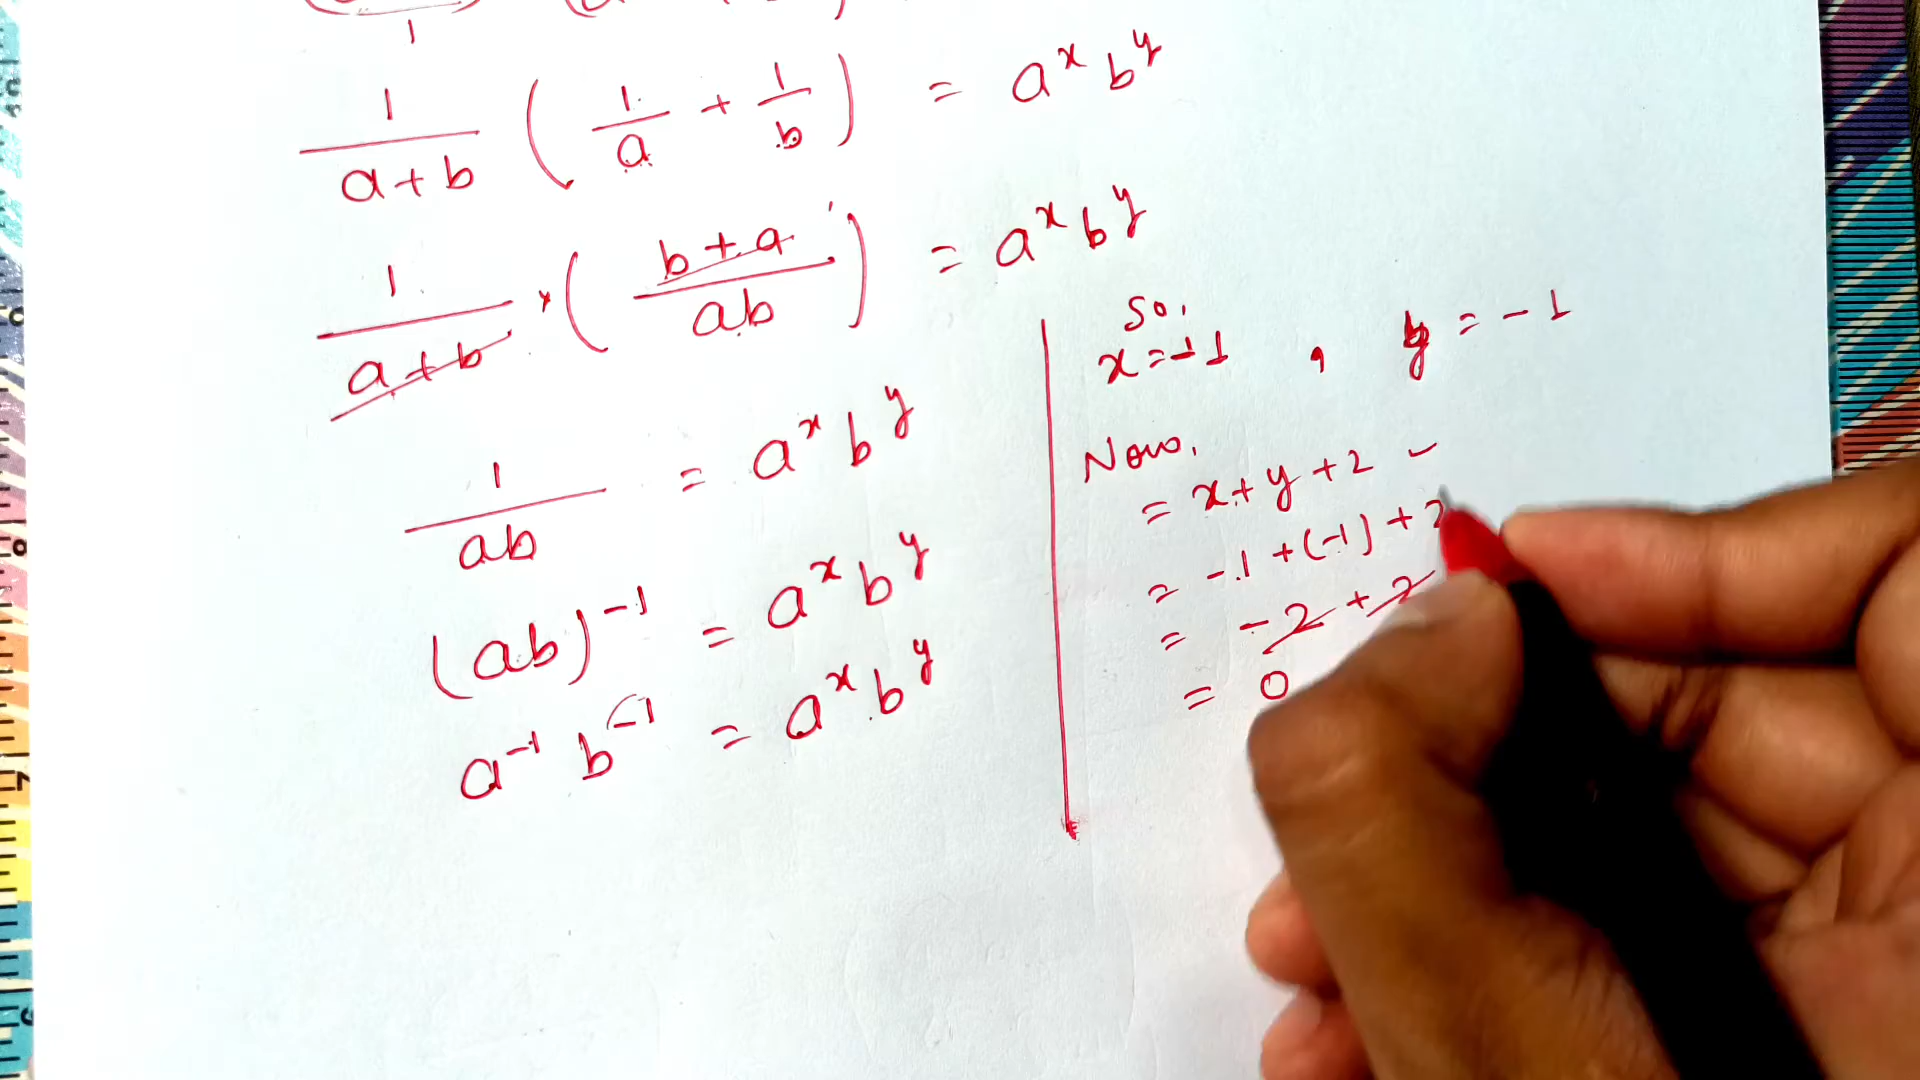 1
1/(a+b) (1/a + 1/b) = a^x b^y
1/(a+b) × ((b+a)/ab) = a^x b^y
1/ab = a^x b^y
(ab)^-1 = a^x b^y
a^-1 b^-1 = a^x b^y
So,
x = -1 , y = -1
Now,
= x + y + 2
= -1 + (-1) + 2
= -2 + 2
= 0